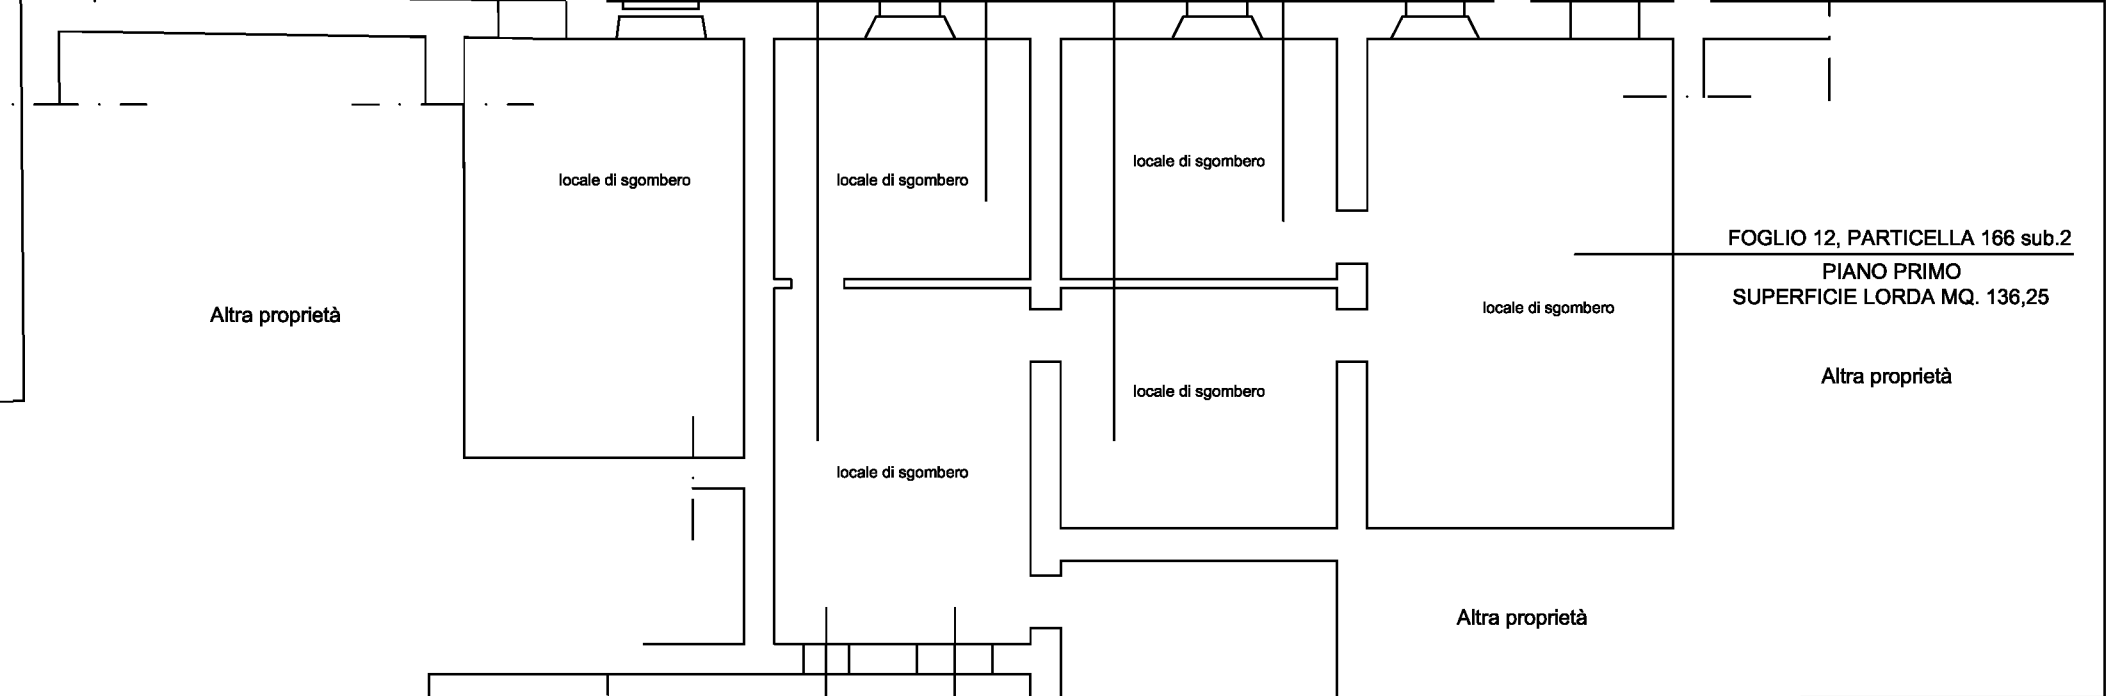 locale di sgombero
locale di sgombero
locale di sgombero
FOGLIO 12, PARTICELLA 166 sub.2
PIANO PRIMO
SUPERFICIE LORDA MQ. 136,25
Altra proprietà
locale di sgombero
Altra proprietà
locale di sgombero
locale di sgombero
Altra proprietà